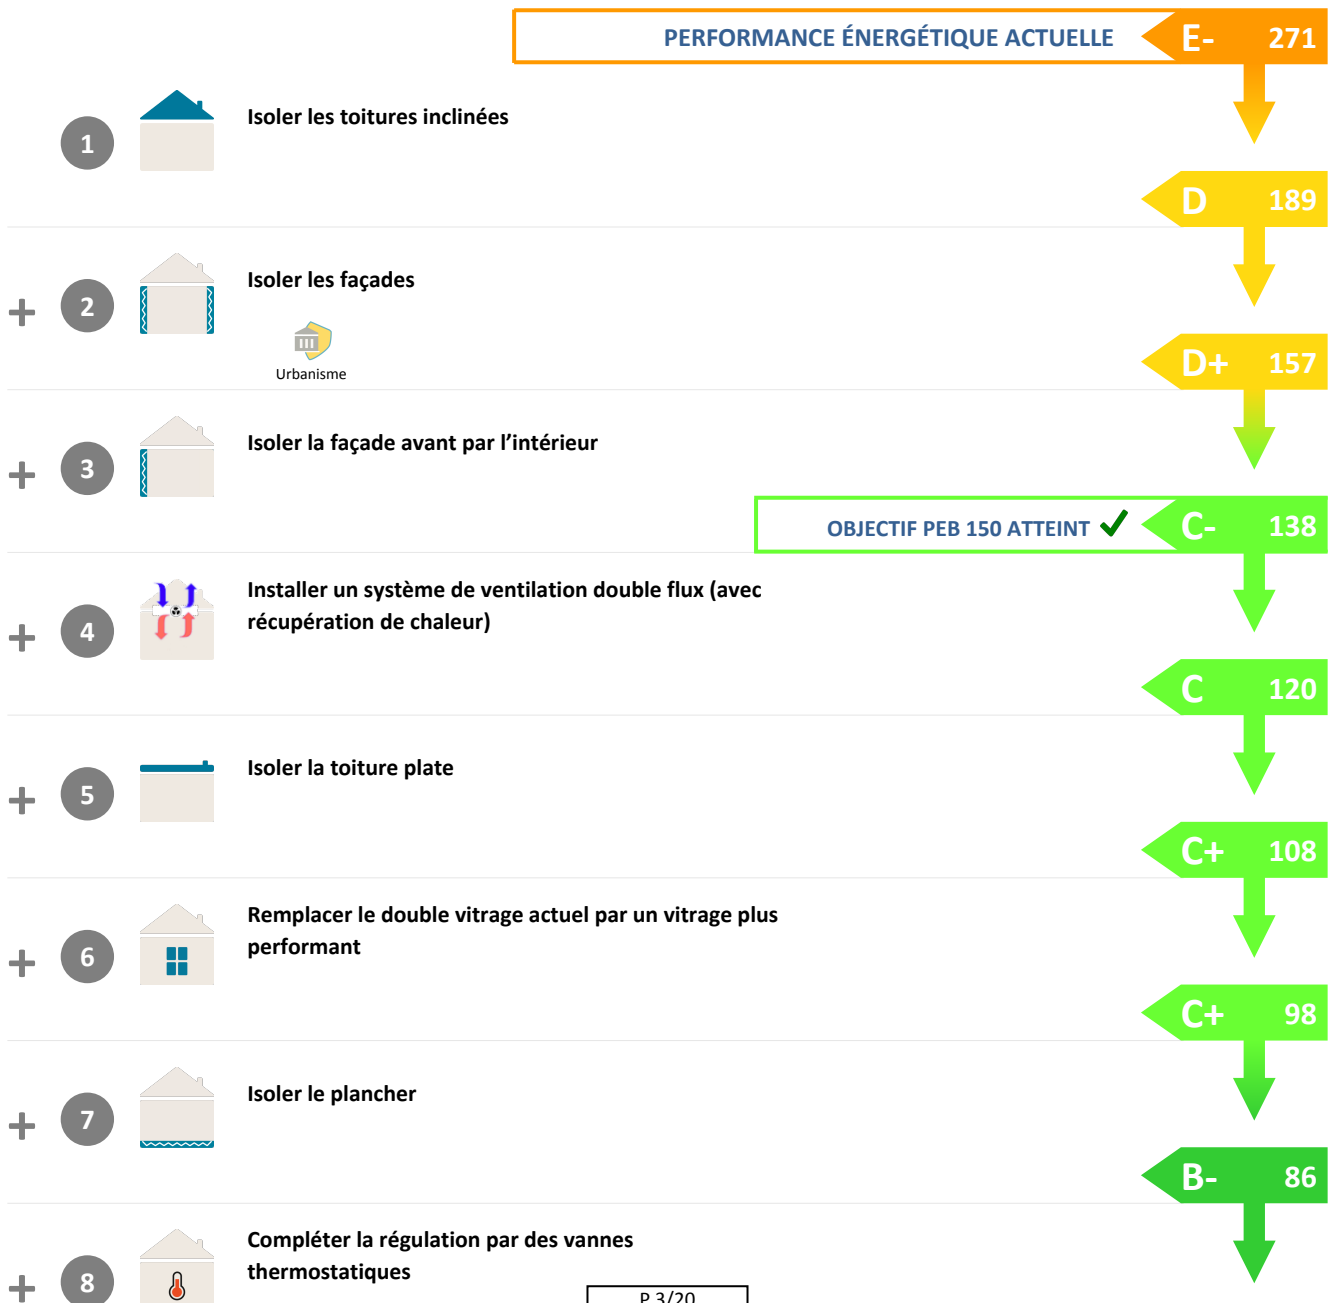 PERFORMANCE ÉNERGÉTIQUE ACTUELLE E- 271
1 Isoler les toitures inclinées
D 189
+ 2 Isoler les façades
Urbanisme
D+ 157
+ 3 Isoler la façade avant par l’intérieur
OBJECTIF PEB 150 ATTEINT ✓ C- 138
+ 4 Installer un système de ventilation double flux (avec
récupération de chaleur)
C 120
+ 5 Isoler la toiture plate
C+ 108
+ 6 Remplacer le double vitrage actuel par un vitrage plus
performant
C+ 98
+ 7 Isoler le plancher
B- 86
+ 8 Compléter la régulation par des vannes
thermostatiques
P 3/20